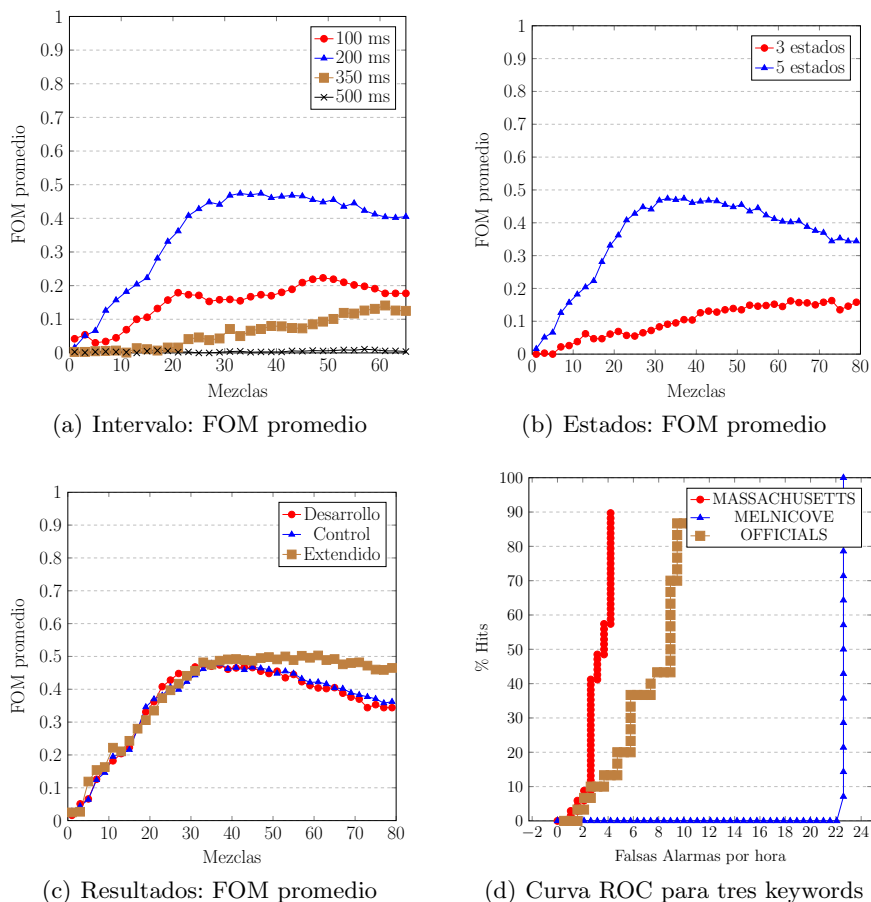 1
0.9
0.8
0.7
0.6
0.5
0.4
0.3
0.2
0.1
0
FOM promedio
100 ms
200 ms
350 ms
500 ms
0 10 20 30 40 50 60
Mezclas
(a) Intervalo: FOM promedio
1
0.9
0.8
0.7
0.6
0.5
0.4
0.3
0.2
0.1
0
FOM promedio
3 estados
5 estados
0 10 20 30 40 50 60 70 80
Mezclas
(b) Estados: FOM promedio
1
0.9
0.8
0.7
0.6
0.5
0.4
0.3
0.2
0.1
0
FOM promedio
Desarrollo
Control
Extendido
0 10 20 30 40 50 60 70 80
Mezclas
(c) Resultados: FOM promedio
100
90
80
70
60
50
40
30
20
10
0
% Hits
MASSACHUSETTS
MELNICOVE
OFFICIALS
−2 0 2 4 6 8 10 12 14 16 18 20 22 24
Falsas Alarmas por hora
(d) Curva ROC para tres keywords